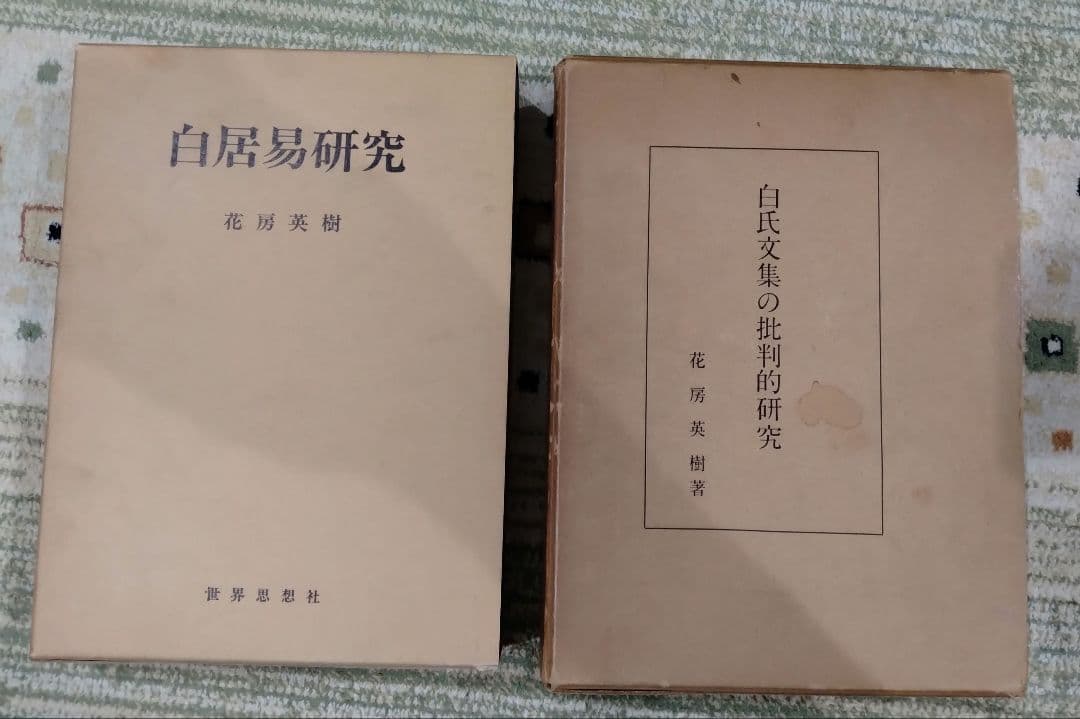 白居易研究
花房英樹
世界思想社
白氏文集の批判的研究
花房英樹著